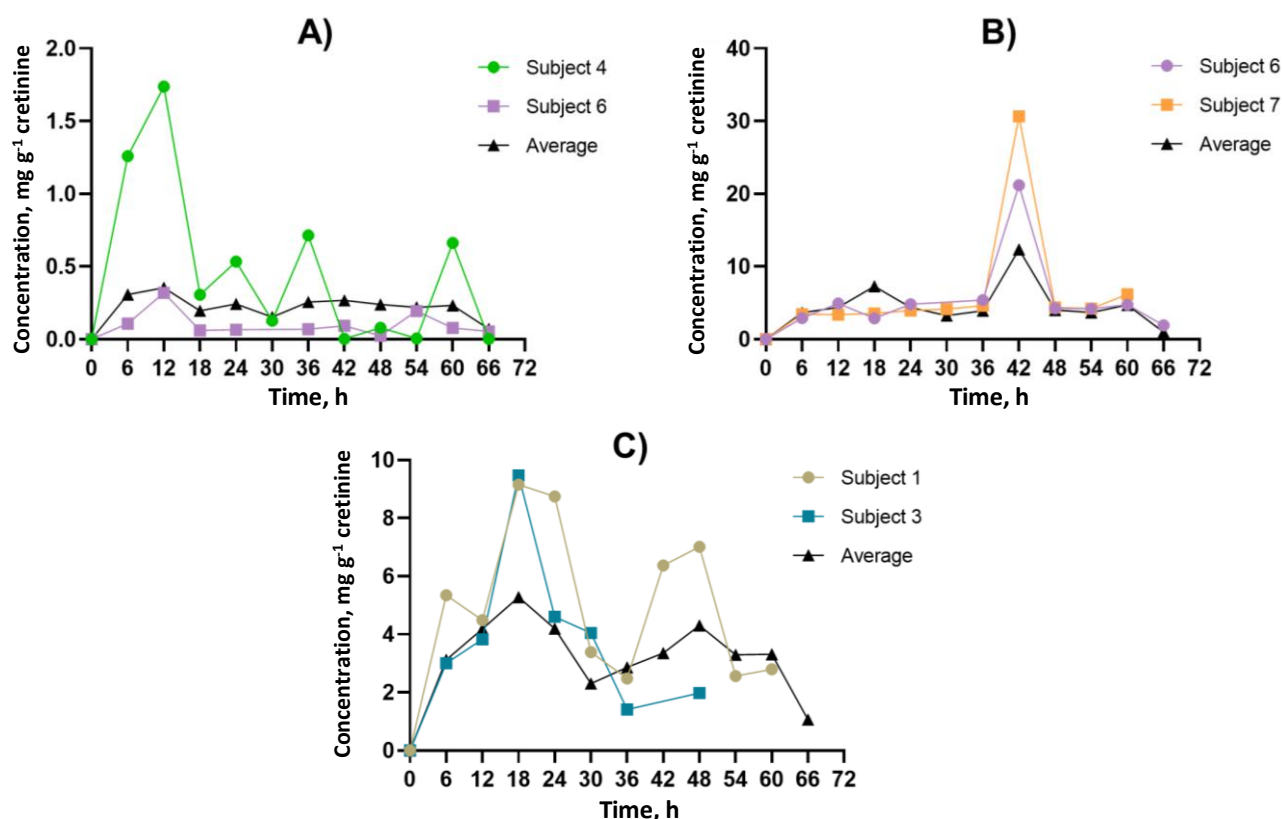 A)
Concentration, mg g⁻¹ cretinine
2.0
1.5
1.0
0.5
0.0
0 6 12 18 24 30 36 42 48 54 60 66 72
Time, h
Subject 4
Subject 6
Average
B)
Concentration, mg g⁻¹ cretinine
40
30
20
10
0
0 6 12 18 24 30 36 42 48 54 60 66 72
Time, h
Subject 6
Subject 7
Average
C)
Concentration, mg g⁻¹ cretinine
10
8
6
4
2
0
0 6 12 18 24 30 36 42 48 54 60 66 72
Time, h
Subject 1
Subject 3
Average